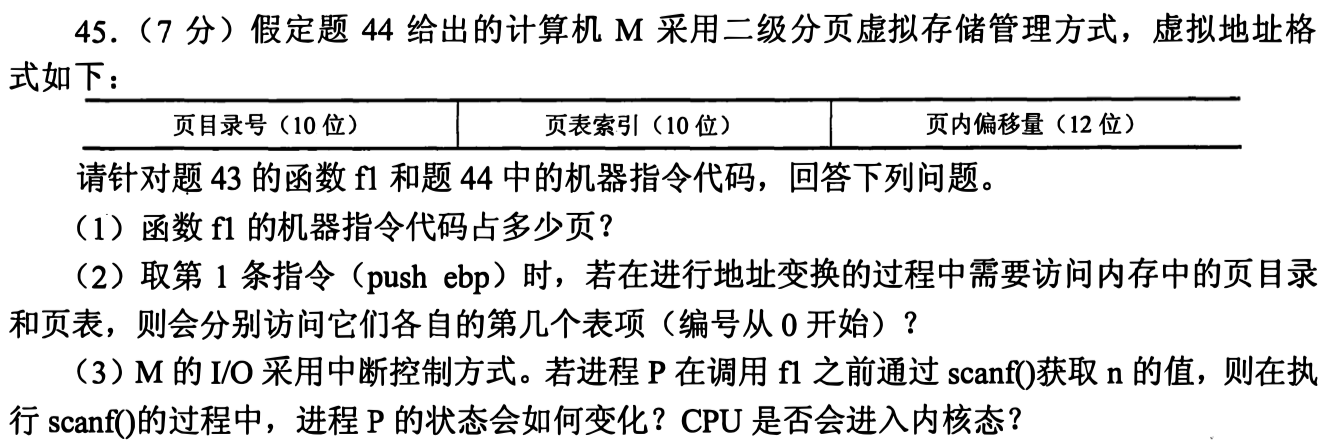 45.（7 分）假定题 44 给出的计算机 M 采用二级分页虚拟存储管理方式，虚拟地址格
式如下：
页目录号（10 位） 页表索引（10 位） 页内偏移量（12 位）
请针对题 43 的函数 f1 和题 44 中的机器指令代码，回答下列问题。
（1）函数 f1 的机器指令代码占多少页？
（2）取第 1 条指令（push ebp）时，若在进行地址变换的过程中需要访问内存中的页目录
和页表，则会分别访问它们各自的第几个表项（编号从 0 开始）？
（3）M 的 I/O 采用中断控制方式。若进程 P 在调用 f1 之前通过 scanf()获取 n 的值，则在执
行 scanf()的过程中，进程 P 的状态会如何变化？CPU 是否会进入内核态？